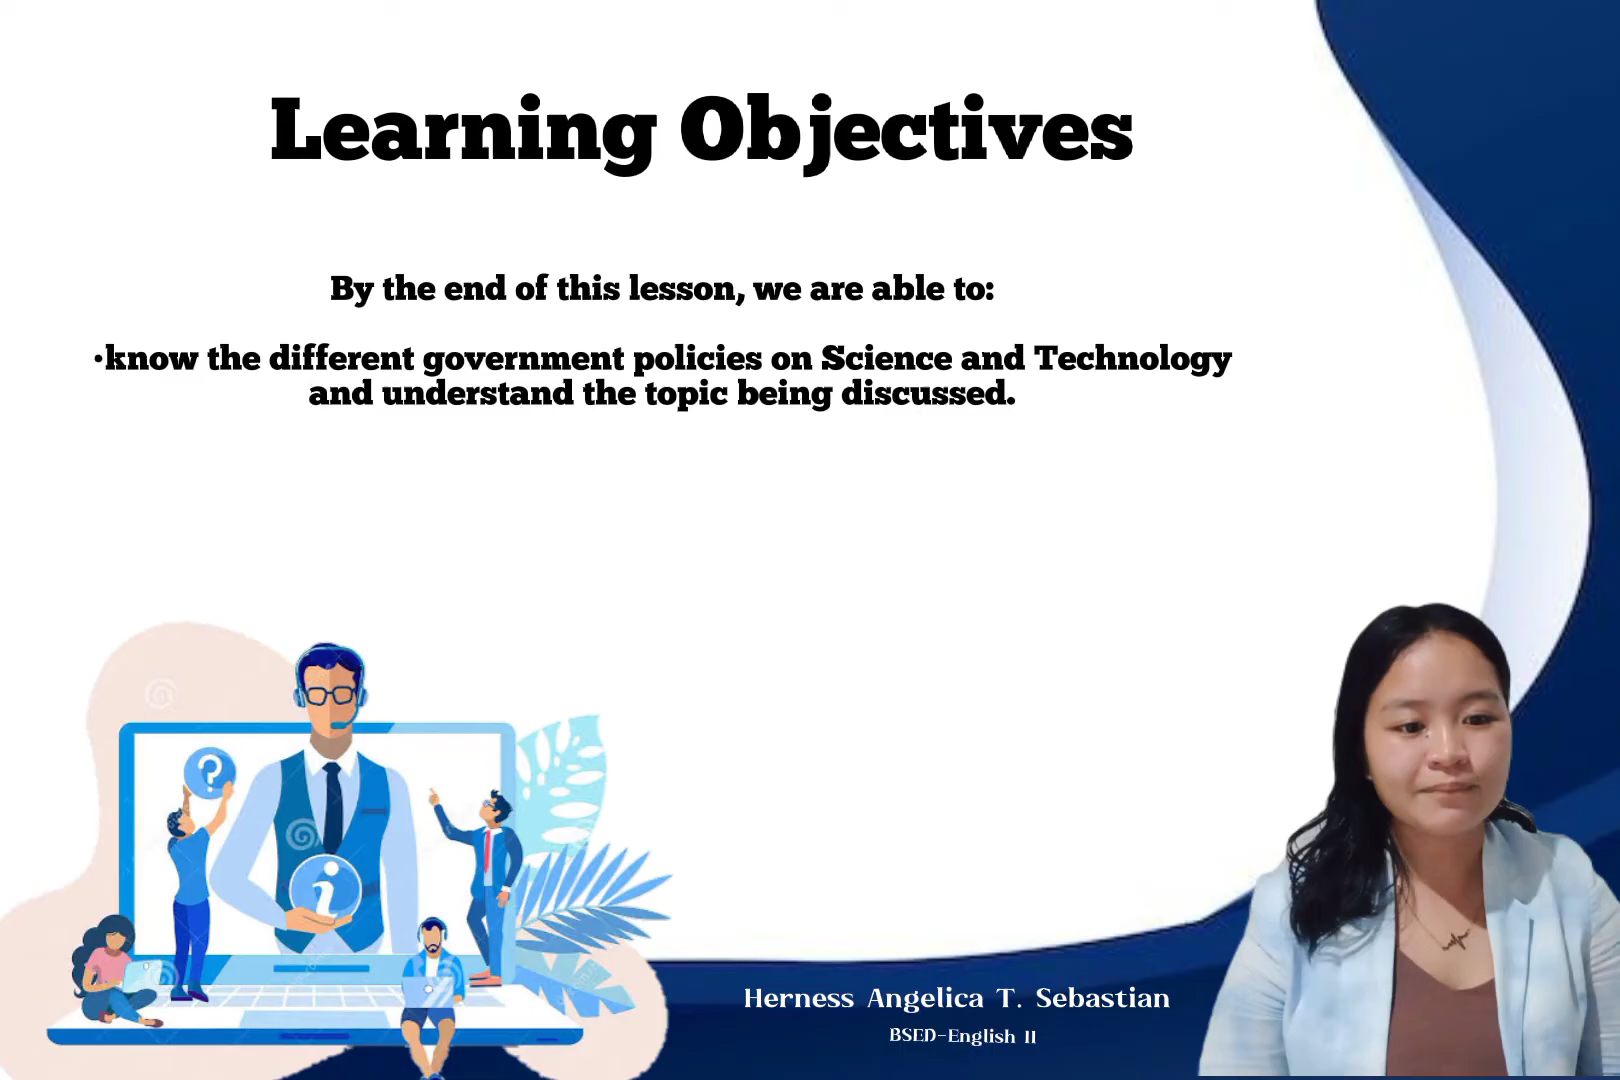 Learning Objectives
By the end of this lesson, we are able to:
•know the different government policies on Science and Technology
and understand the topic being discussed.
?
i
Herness Angelica T. Sebastian
BSED-English II